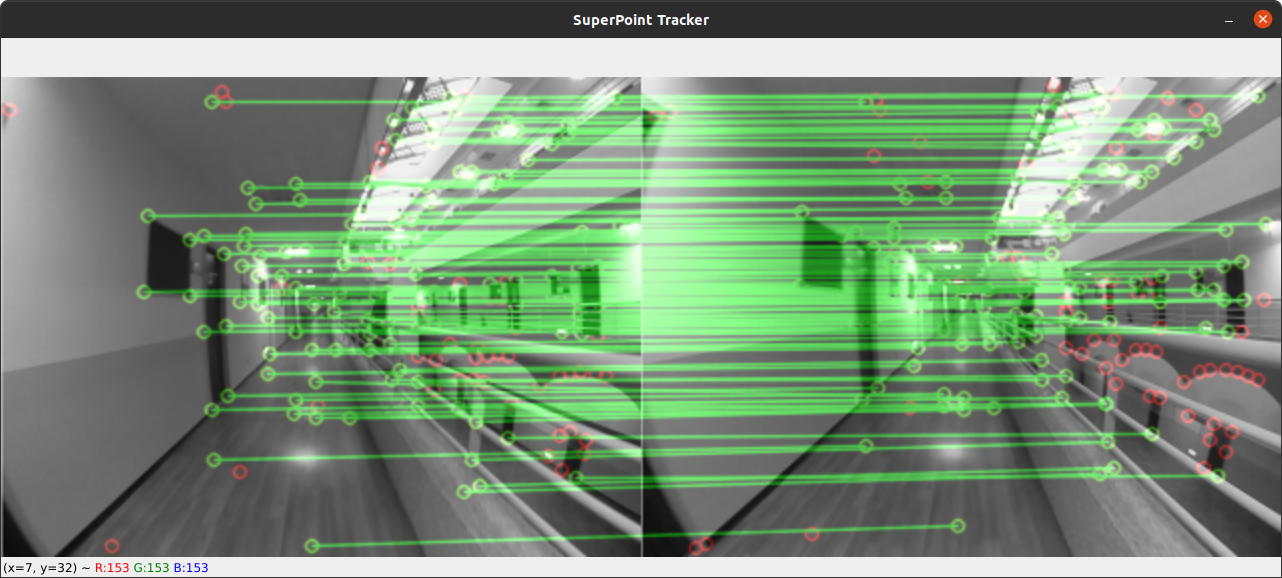 SuperPoint Tracker
(x=7, y=32) ~ R:153 G:153 B:153